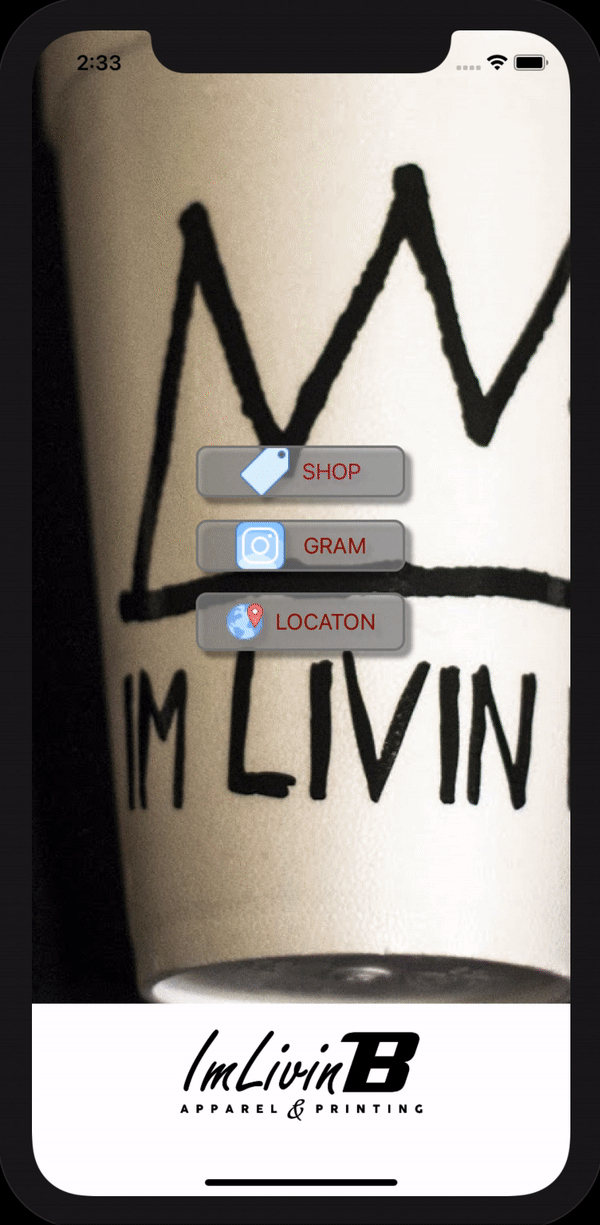 2:33
SHOP
GRAM
LOCATON
IM LIVIN
ImLivinB
APPAREL & PRINTING